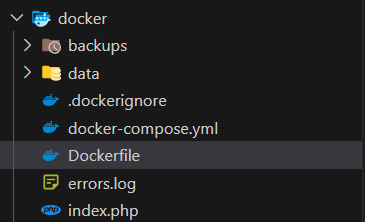 docker
backups
data
.dockerignore
docker-compose.yml
Dockerfile
errors.log
index.php